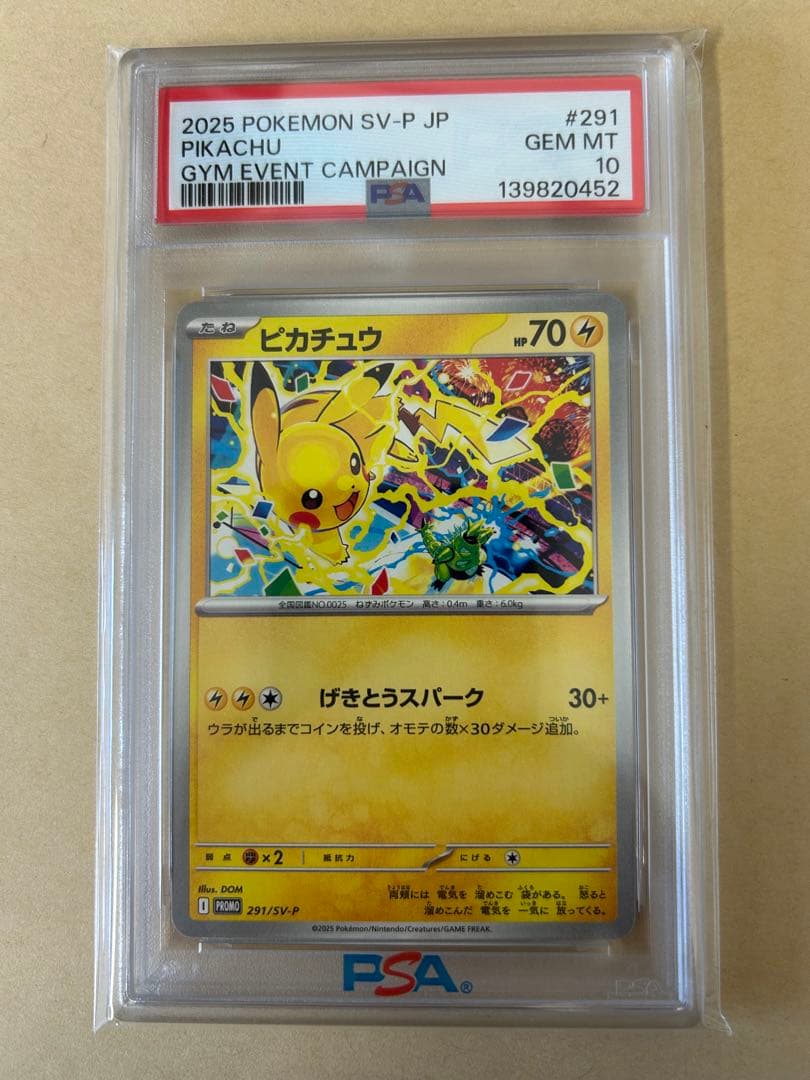 2025 POKEMON SV-P JP #291
PIKACHU GEM MT
GYM EVENT CAMPAIGN 10
PSA 139820452
たね ピカチュウ HP70
全国図鑑NO.0025 ねずみポケモン 高さ:0.4m 重さ:6.0kg
げきとうスパーク 30+
ウラが出るまでコインを投げ、オモテの数×30ダメージ追加。
弱点 ×2 抵抗力 にげる
Illus. DOM
両頬には 電気を 溜めこむ 袋がある。 怒ると
溜めこんだ 電気を 一気に 放ってくる。
I PROMO 291/SV-P
©2025 Pokémon/Nintendo/Creatures/GAME FREAK.
PSA®
PSA